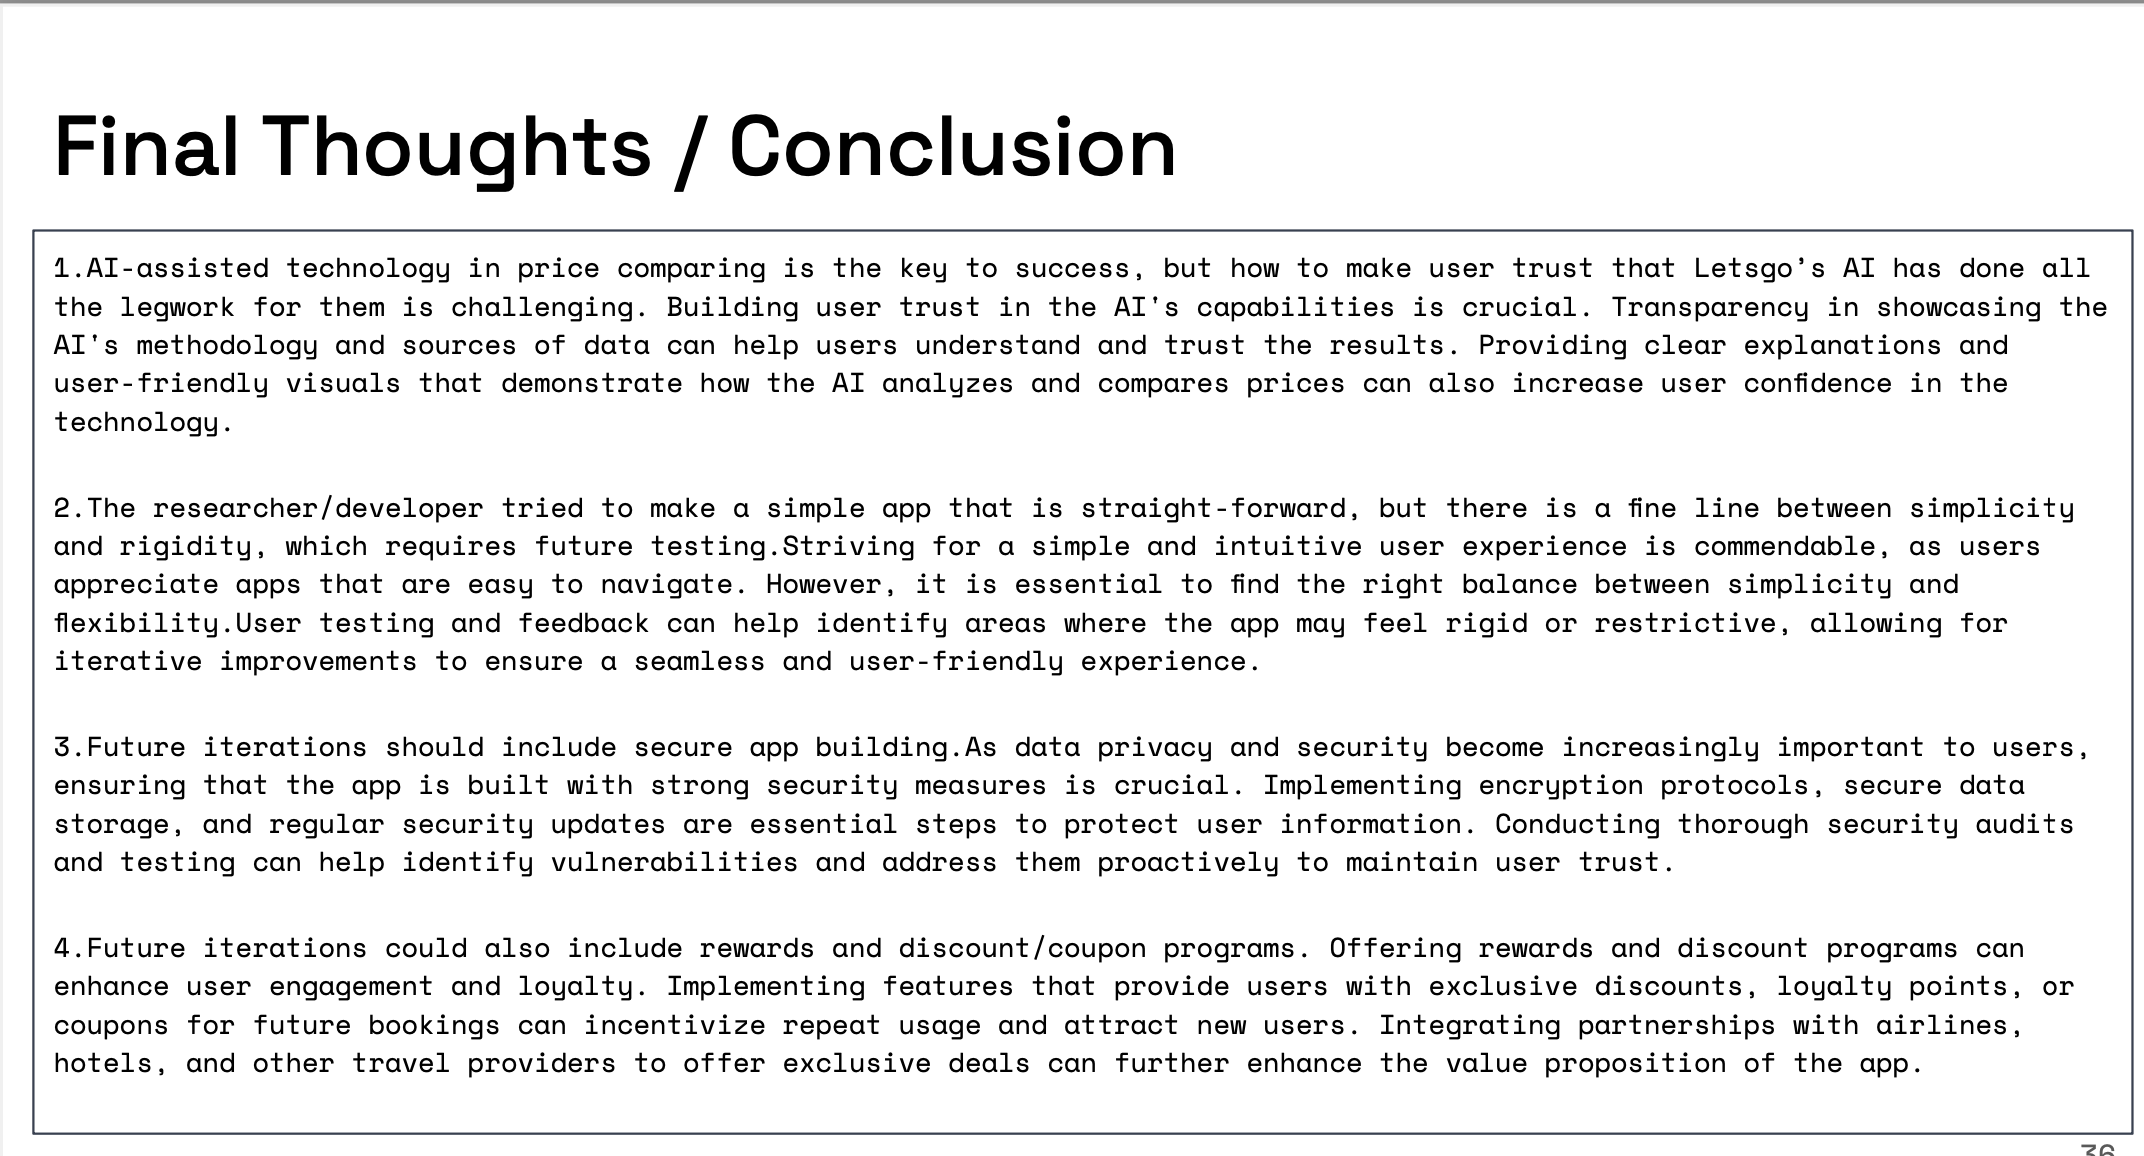 Final Thoughts / Conclusion
1.AI-assisted technology in price comparing is the key to success, but how to make user trust that Letsgo’s AI has done all
the legwork for them is challenging. Building user trust in the AI's capabilities is crucial. Transparency in showcasing the
AI's methodology and sources of data can help users understand and trust the results. Providing clear explanations and
user-friendly visuals that demonstrate how the AI analyzes and compares prices can also increase user confidence in the
technology.
2.The researcher/developer tried to make a simple app that is straight-forward, but there is a fine line between simplicity
and rigidity, which requires future testing.Striving for a simple and intuitive user experience is commendable, as users
appreciate apps that are easy to navigate. However, it is essential to find the right balance between simplicity and
flexibility.User testing and feedback can help identify areas where the app may feel rigid or restrictive, allowing for
iterative improvements to ensure a seamless and user-friendly experience.
3.Future iterations should include secure app building.As data privacy and security become increasingly important to users,
ensuring that the app is built with strong security measures is crucial. Implementing encryption protocols, secure data
storage, and regular security updates are essential steps to protect user information. Conducting thorough security audits
and testing can help identify vulnerabilities and address them proactively to maintain user trust.
4.Future iterations could also include rewards and discount/coupon programs. Offering rewards and discount programs can
enhance user engagement and loyalty. Implementing features that provide users with exclusive discounts, loyalty points, or
coupons for future bookings can incentivize repeat usage and attract new users. Integrating partnerships with airlines,
hotels, and other travel providers to offer exclusive deals can further enhance the value proposition of the app.
36